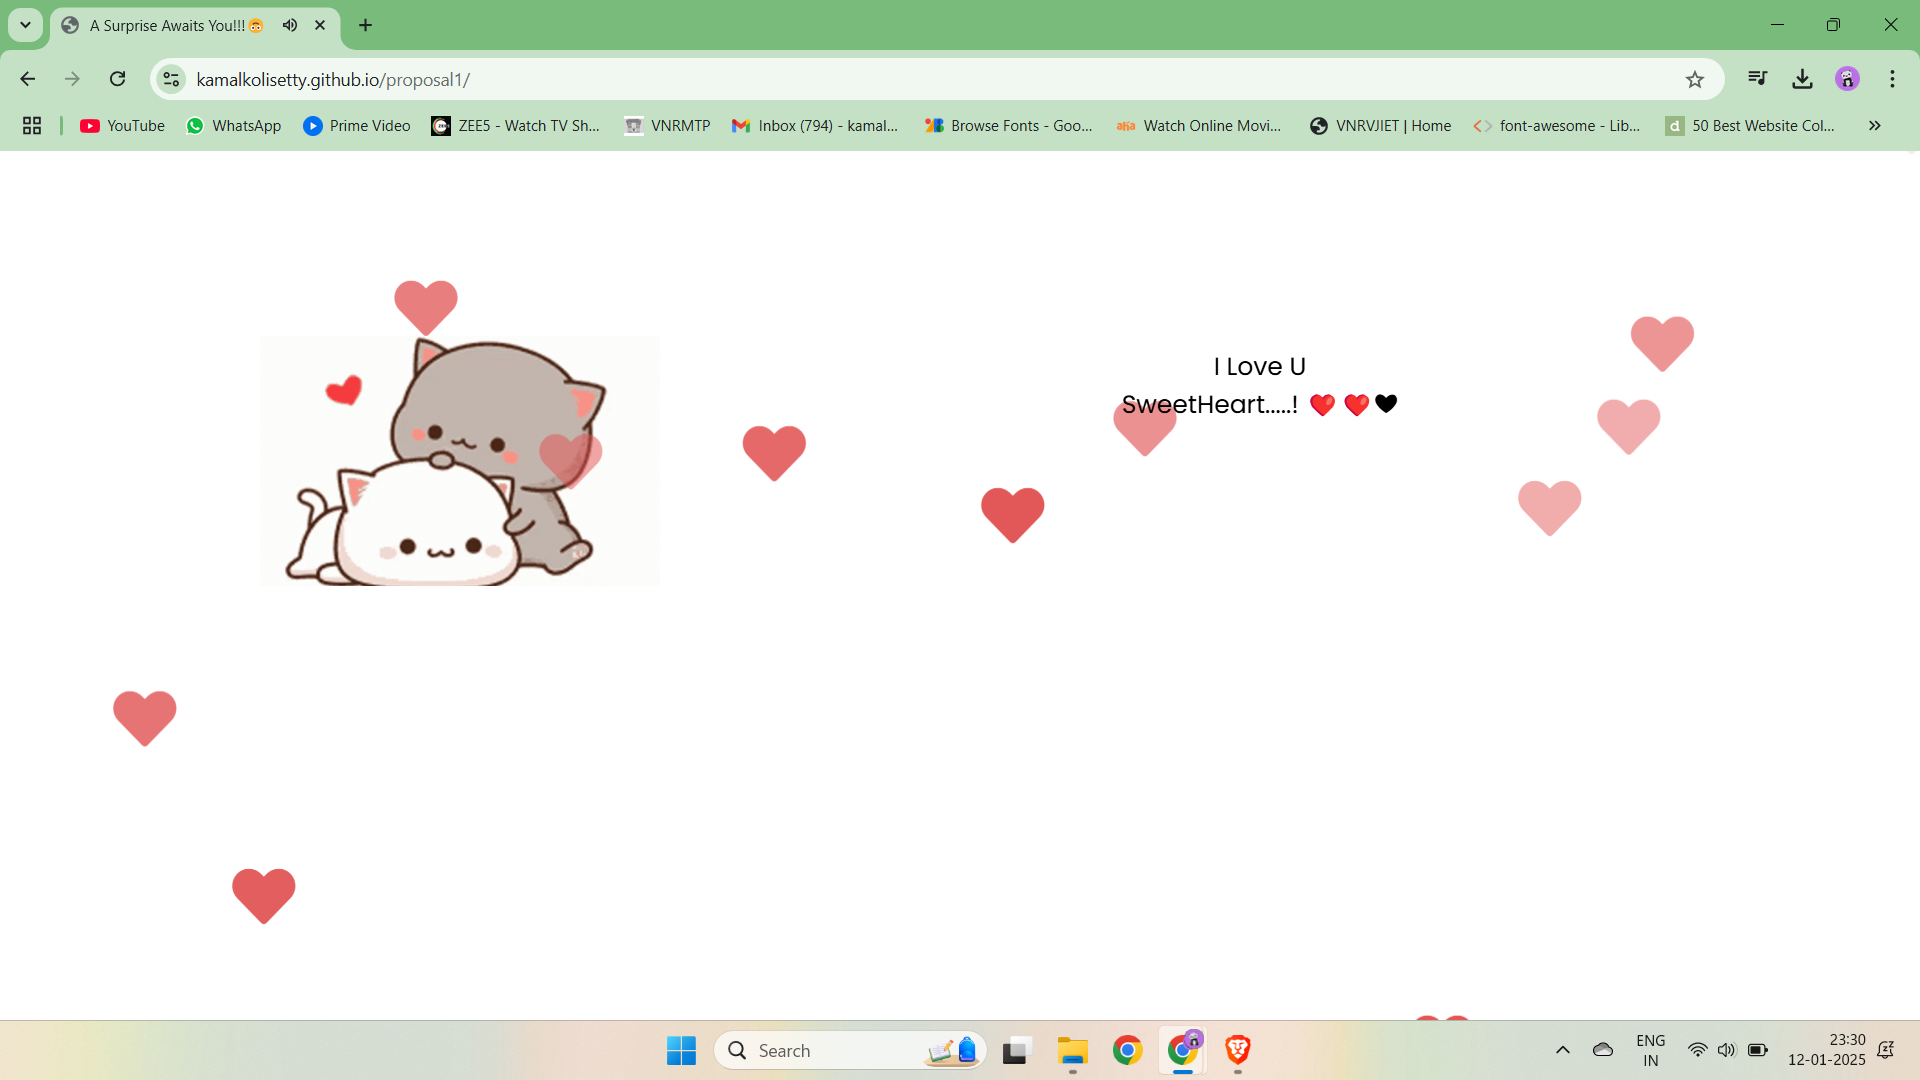 A Surprise Awaits You!!!🙃
kamalkolisetty.github.io/proposal1/
YouTube
WhatsApp
Prime Video
ZEE5 - Watch TV Sh...
VNRMTP
Inbox (794) - kamal...
Browse Fonts - Goo...
aha
Watch Online Movi...
VNRVJIET | Home
font-awesome - Lib...
d
50 Best Website Col...
I Love U
SweetHeart.....! ❤️ ❤️🖤
Search
ENG
IN
23:30
12-01-2025